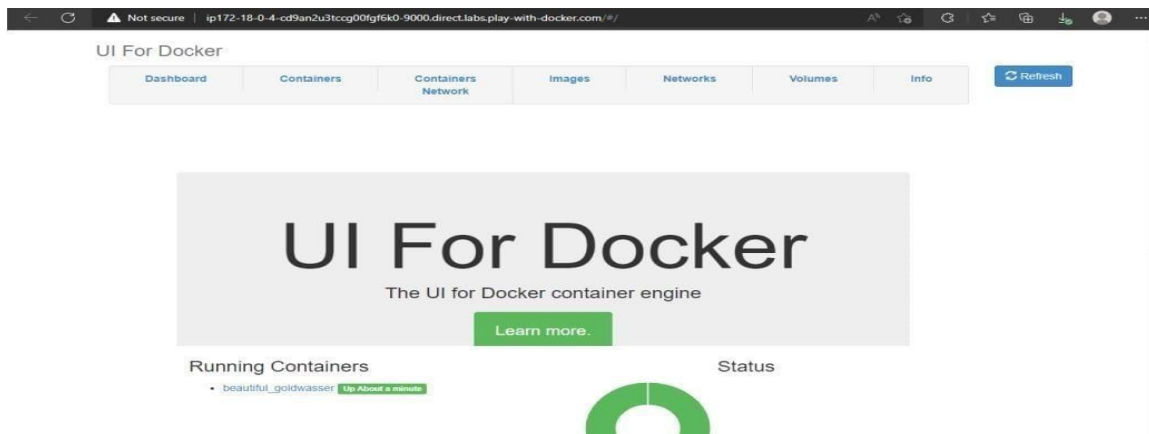 Not secure | ip172-18-0-4-cd9an2u3tccg00fgf6k0-9000.direct.labs.play-with-docker.com/#/
UI For Docker
Dashboard Containers Containers Network Images Networks Volumes Info Refresh
UI For Docker
The UI for Docker container engine
Learn more.
Running Containers Status
• beautiful_goldwasser Up About a minute